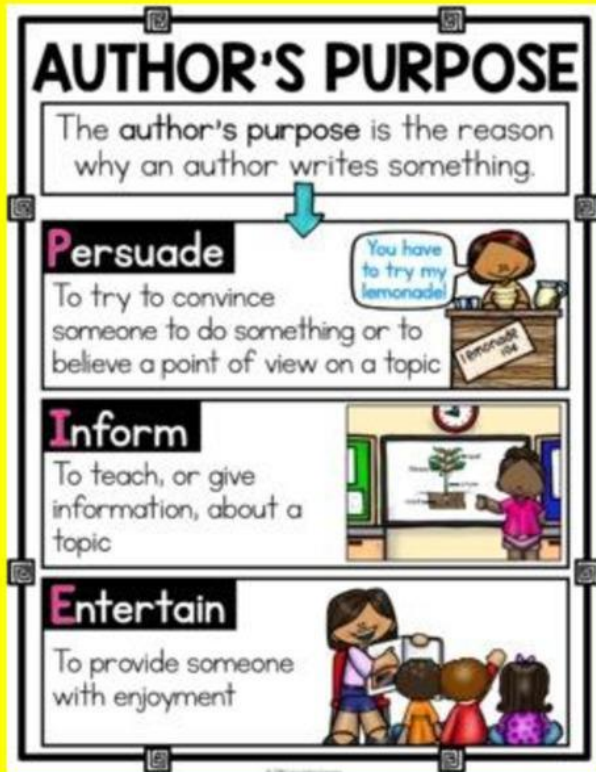 AUTHOR'S PURPOSE
The author's purpose is the reason
why an author writes something.
Persuade
You have
to try my
lemonade!
To try to convince
someone to do something or to
believe a point of view on a topic
lemonade
10¢
Inform
To teach, or give
information, about a
topic
Entertain
To provide someone
with enjoyment